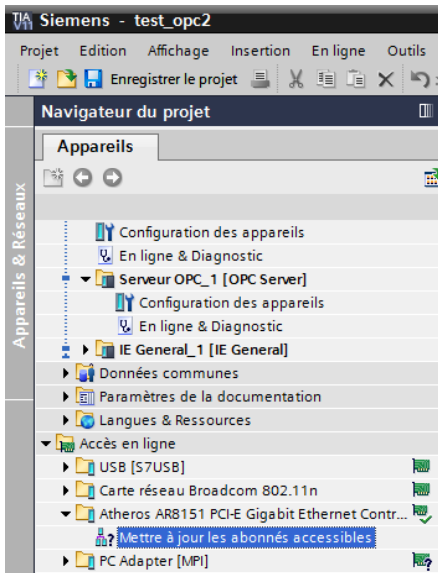 TIA V11 Siemens - test_opc2
Projet Edition Affichage Insertion En ligne Outils
Enregistrer le projet
Navigateur du projet
Appareils
Appareils & Réseaux
Configuration des appareils
En ligne & Diagnostic
Serveur OPC_1 [OPC Server]
Configuration des appareils
En ligne & Diagnostic
IE General_1 [IE General]
Données communes
Paramètres de la documentation
Langues & Ressources
Accès en ligne
USB [S7USB]
Carte réseau Broadcom 802.11n
Atheros AR8151 PCI-E Gigabit Ethernet Contr...
Mettre à jour les abonnés accessibles
PC Adapter [MPI]